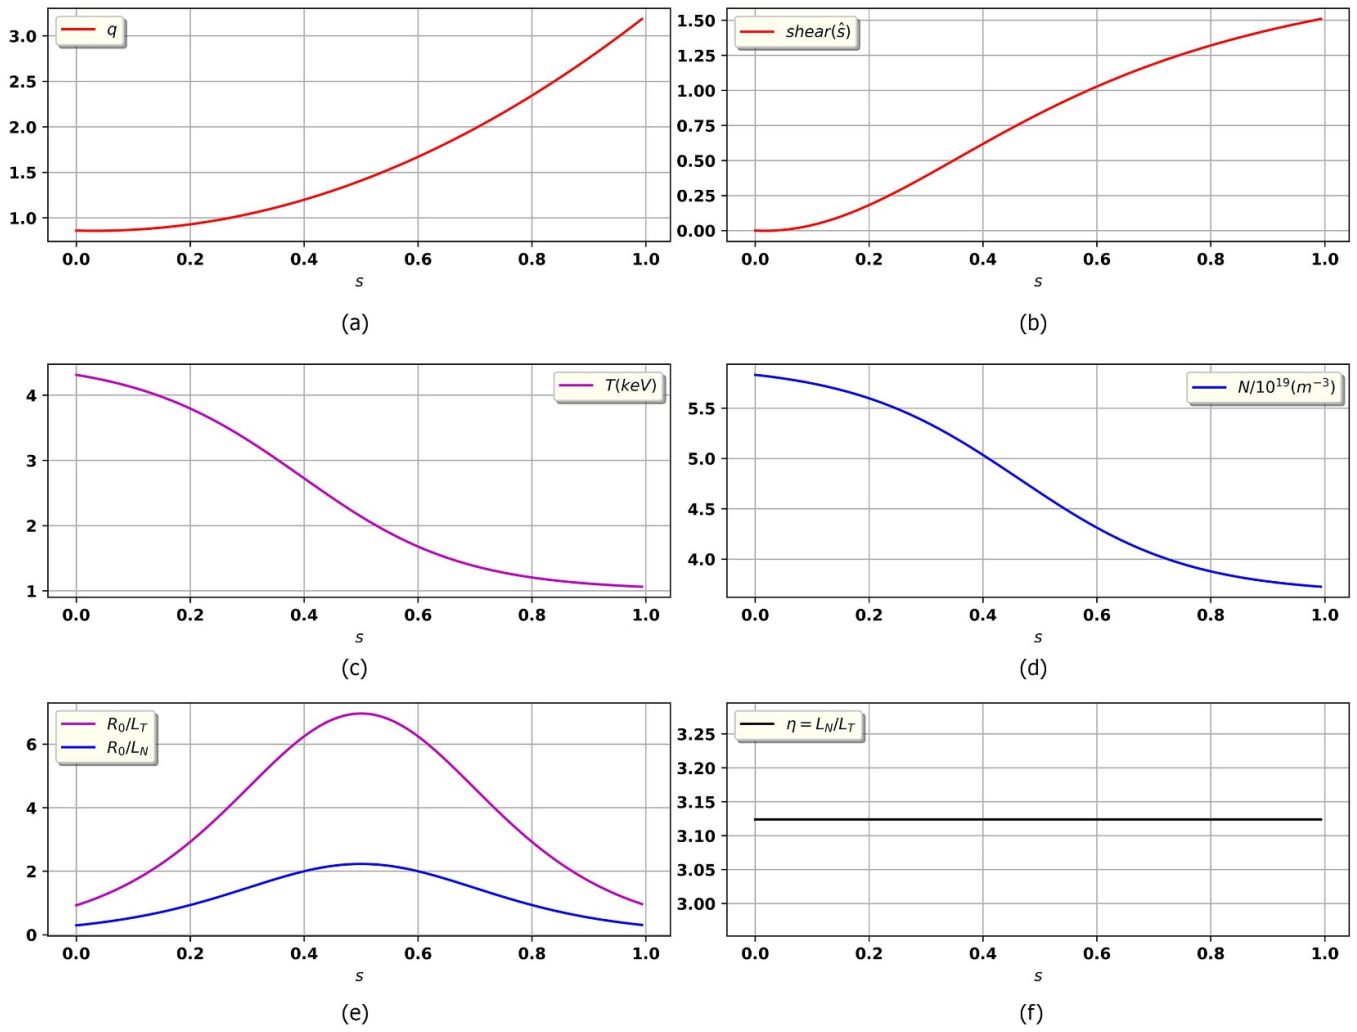 q
3.0
2.5
2.0
1.5
1.0
0.0 0.2 0.4 0.6 0.8 1.0
s
(a)
shear(ŝ)
1.50
1.25
1.00
0.75
0.50
0.25
0.00
0.0 0.2 0.4 0.6 0.8 1.0
s
(b)
T(keV)
4
3
2
1
0.0 0.2 0.4 0.6 0.8 1.0
s
(c)
N/10¹⁹(m⁻³)
5.5
5.0
4.5
4.0
0.0 0.2 0.4 0.6 0.8 1.0
s
(d)
R₀/L_T
R₀/L_N
6
4
2
0
0.0 0.2 0.4 0.6 0.8 1.0
s
(e)
η = L_N/L_T
3.25
3.20
3.15
3.10
3.05
3.00
0.0 0.2 0.4 0.6 0.8 1.0
s
(f)